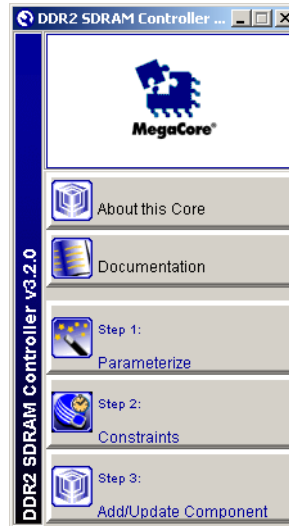 DDR2 SDRAM Controller ...
MegaCore®
About this Core
Documentation
Step 1:
Parameterize
Step 2:
Constraints
Step 3:
Add/Update Component
DDR2 SDRAM Controller v3.2.0